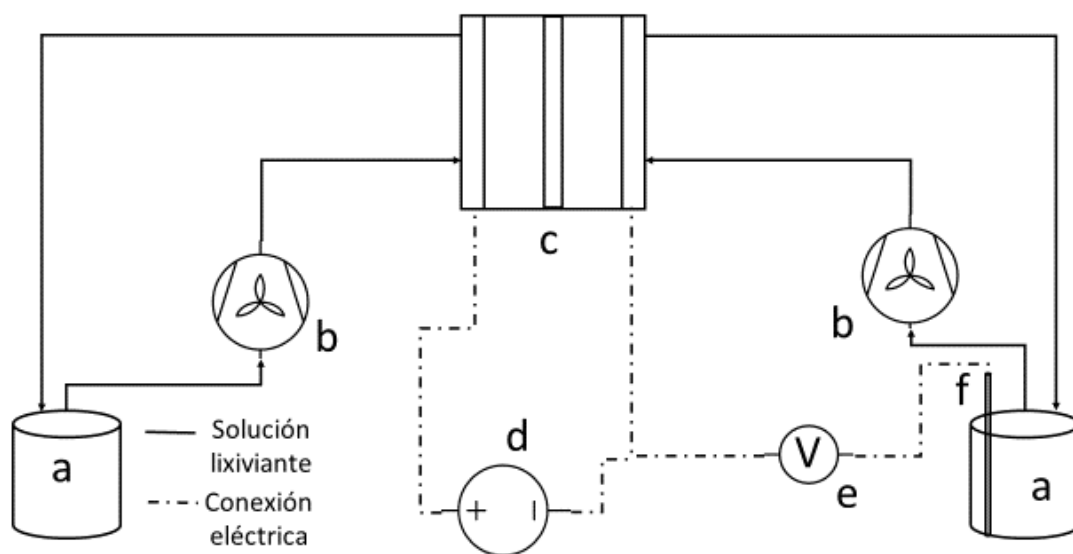 c
b
b
f
a
Solución
lixiviante
Conexión
eléctrica
d
+ −
V
e
a